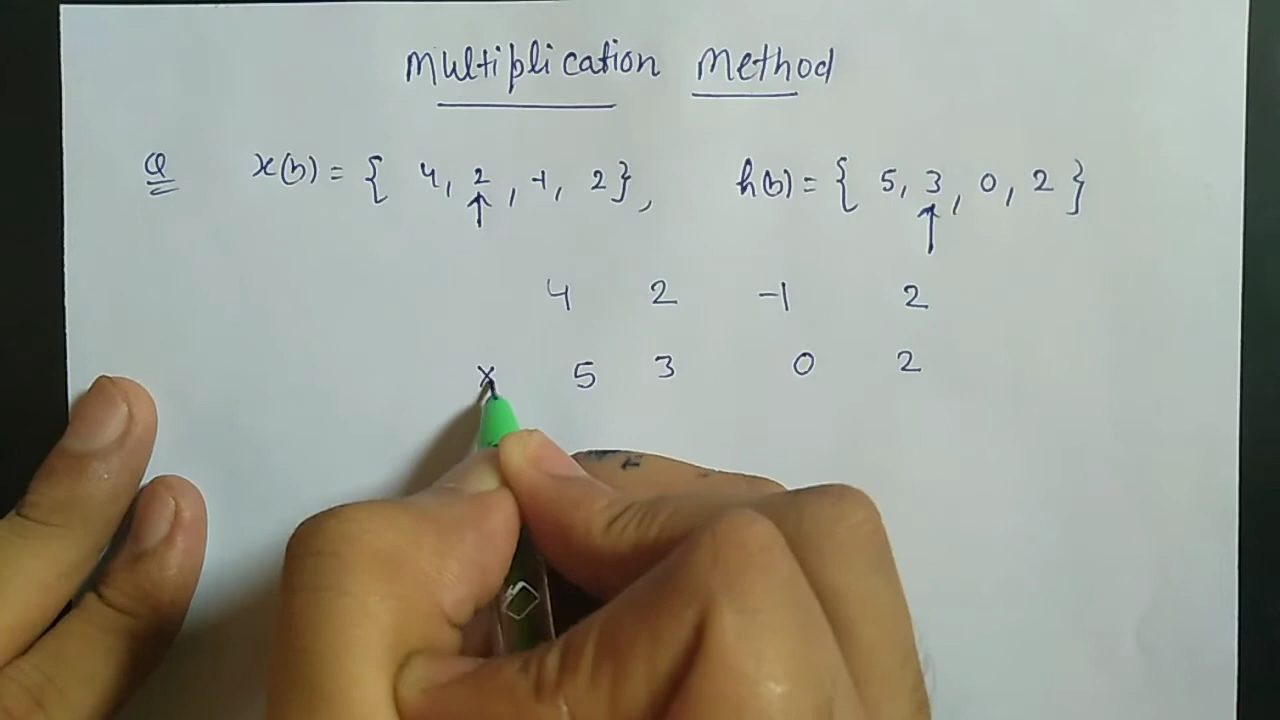 Multiplication Method
Q x(n) = { 4, 2, -1, 2 }, h(n) = { 5, 3, 0, 2 }
↑ ↑
4 2 -1 2
x 5 3 0 2